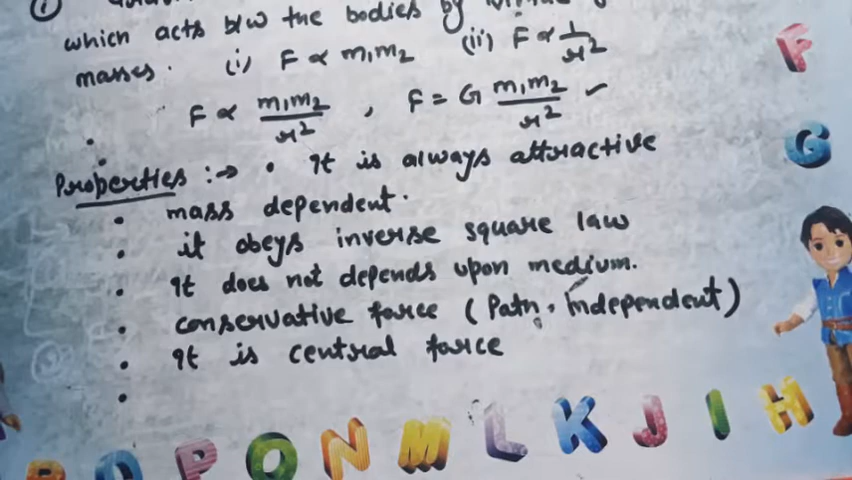 ①
which acts b/w the bodies by
masses. (i) F ∝ m₁m₂ (ii) F ∝ 1/r²
F ∝ m₁m₂/r² , F = G m₁m₂/r² ✓
Properties :→ • It is always attractive
• mass dependent.
• it obeys inverse square law
• It does not depends upon medium.
• conservative force (Path. independent)
• It is central force
•
F
G
H
I
J
K
L
M
N
O
P